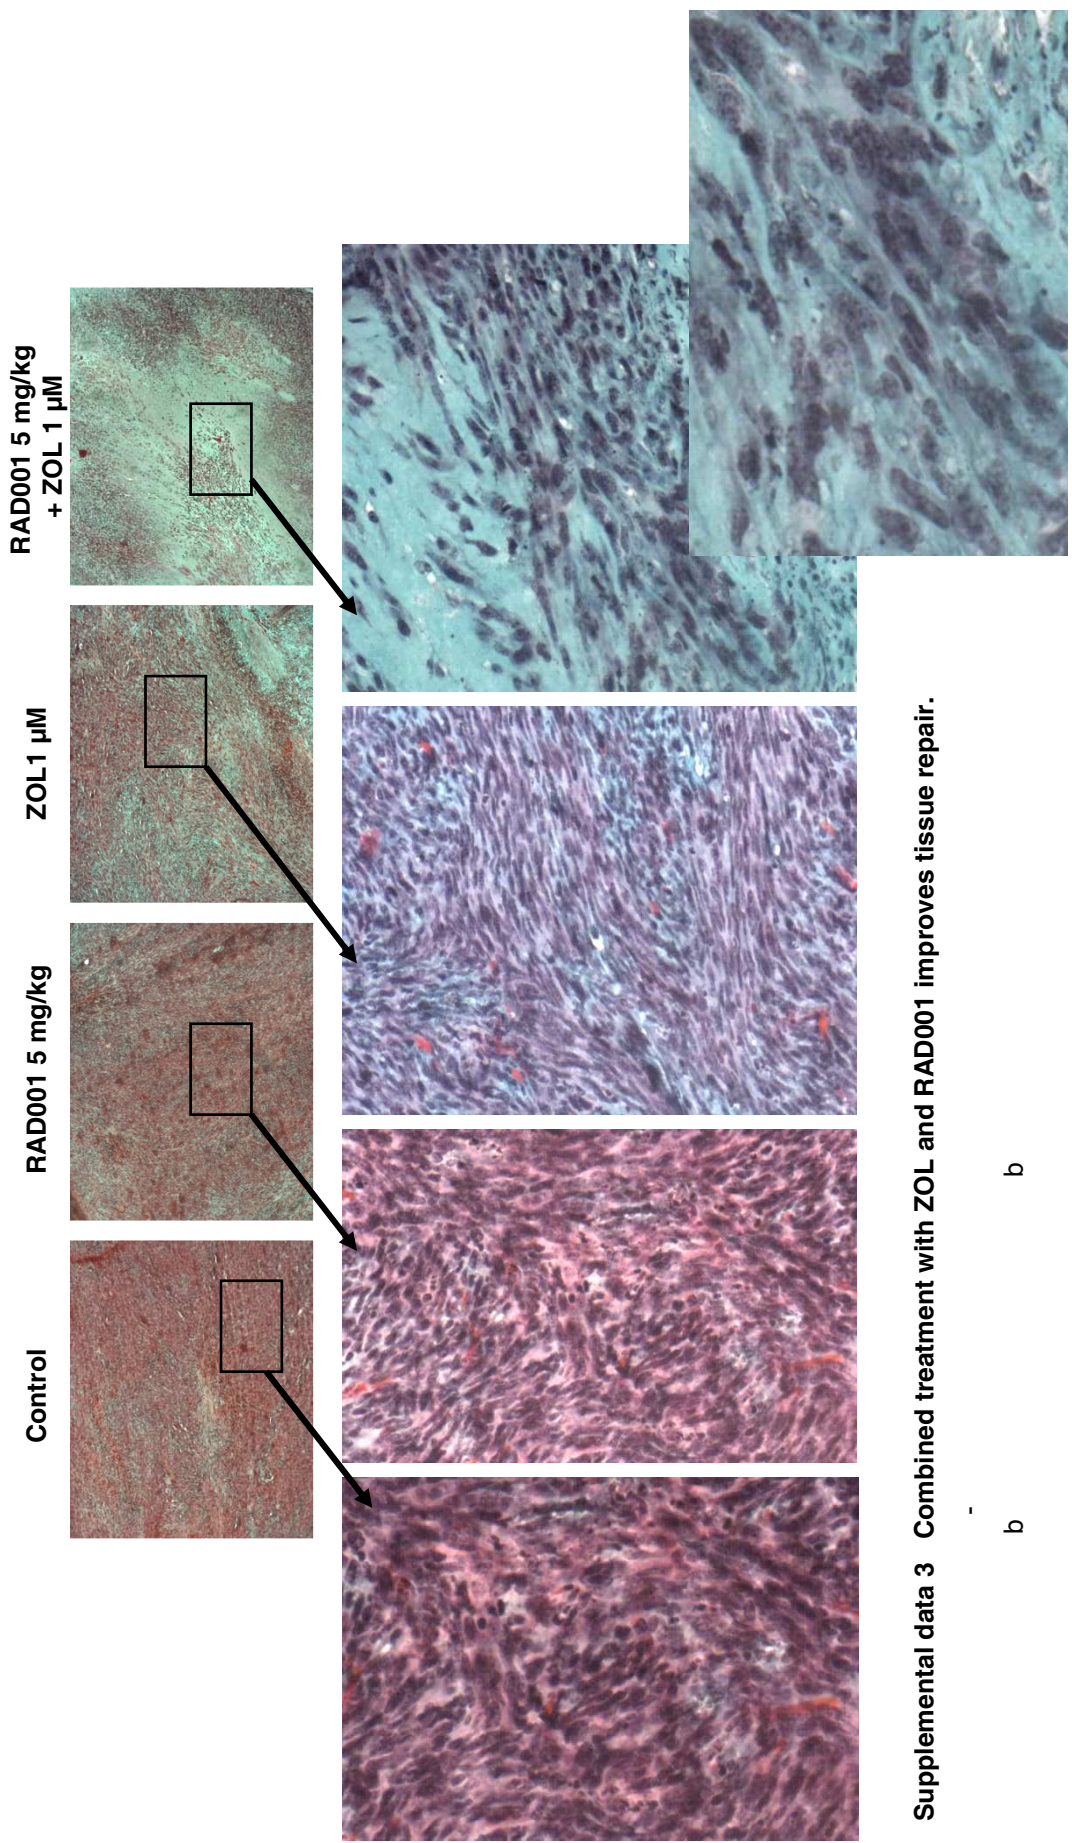 Control
RAD001 5 mg/kg
ZOL1 µM
RAD001 5 mg/kg
+ ZOL 1 µM
Supplemental data 3 Combined treatment with ZOL and RAD001 improves tissue repair.
-
b b